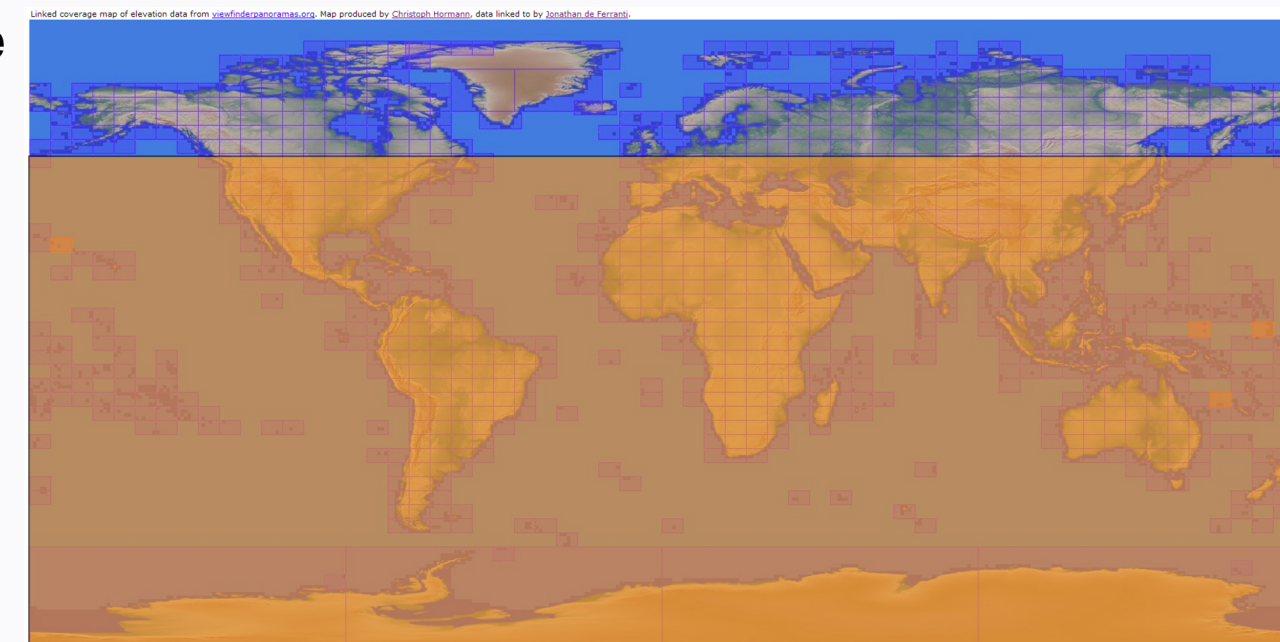 Linked coverage map of elevation data from viewfinderpanoramas.org. Map produced by Christoph Hormann, data linked to by Jonathan de Ferranti.
e